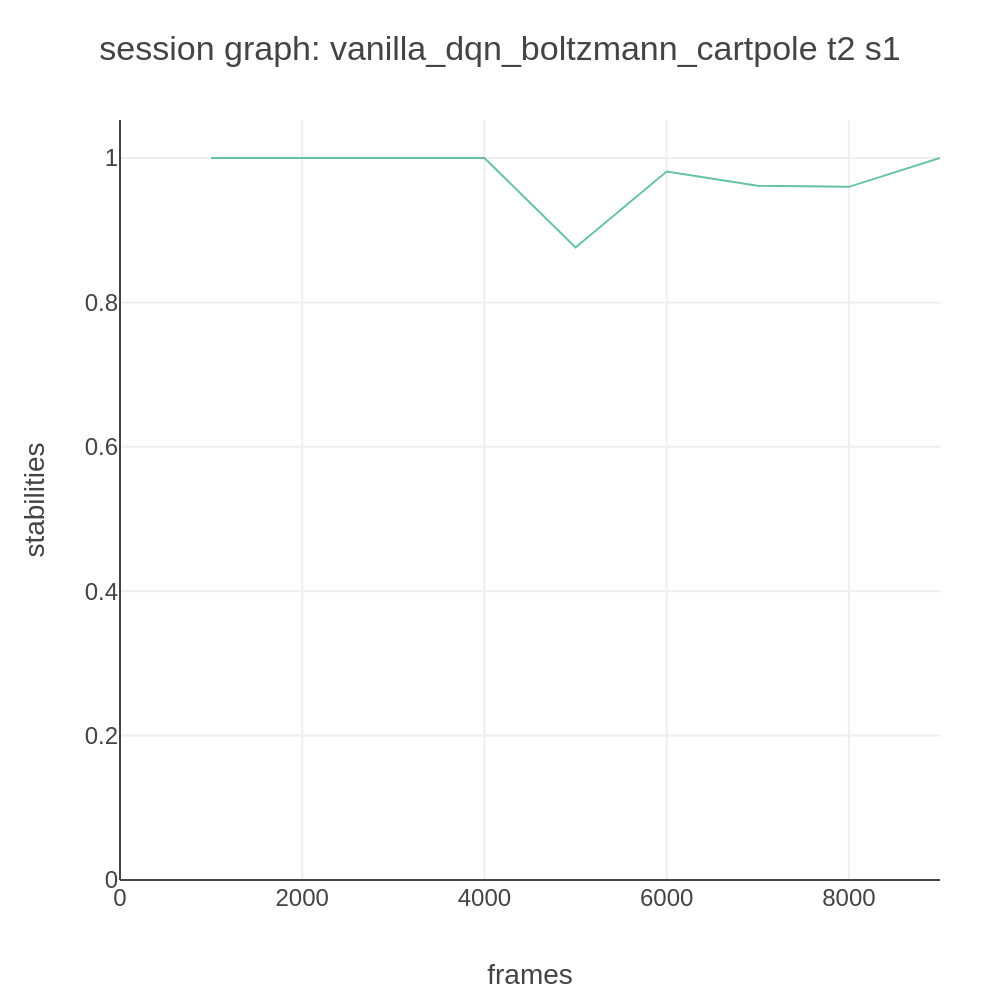 session graph: vanilla_dqn_boltzmann_cartpole t2 s1
1
0.8
0.6
0.4
0.2
0
stabilities
0 2000 4000 6000 8000
frames